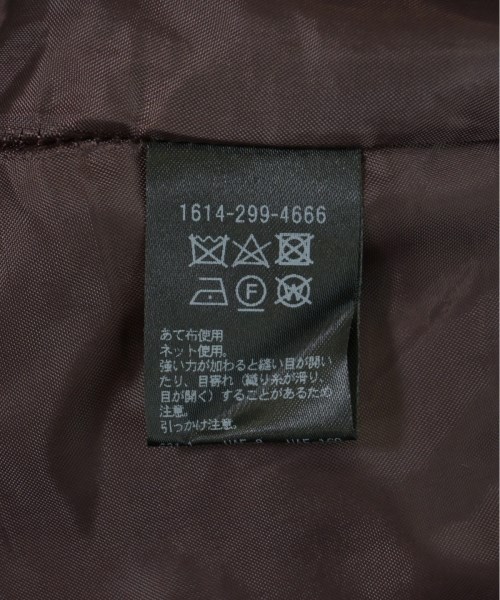 1614-299-4666
F
W
あて布使用
ネット使用。
強い力が加わると縫い目が開い
たり、目寄れ(織り糸が滑り、
目が開く)することがあるため
注意。
引っかけ注意。